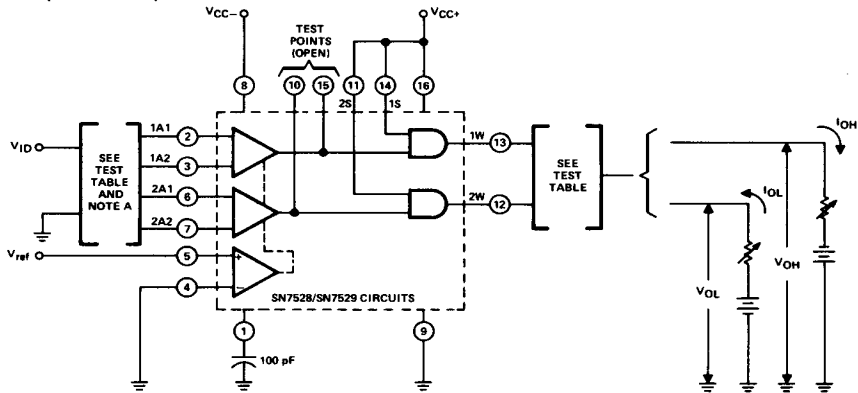 VCC-
VCC+
TEST
POINTS
(OPEN)
8
10
15
11
14
16
2S
1S
VID
SEE
TEST
TABLE
AND
NOTE A
1A1
2
1A2
3
2A1
6
2A2
7
Vref
5
+
4
−
1W
13
2W
12
SEE
TEST
TABLE
IOH
IOL
VOL
VOH
SN7528/SN7529 CIRCUITS
1
9
100 pF